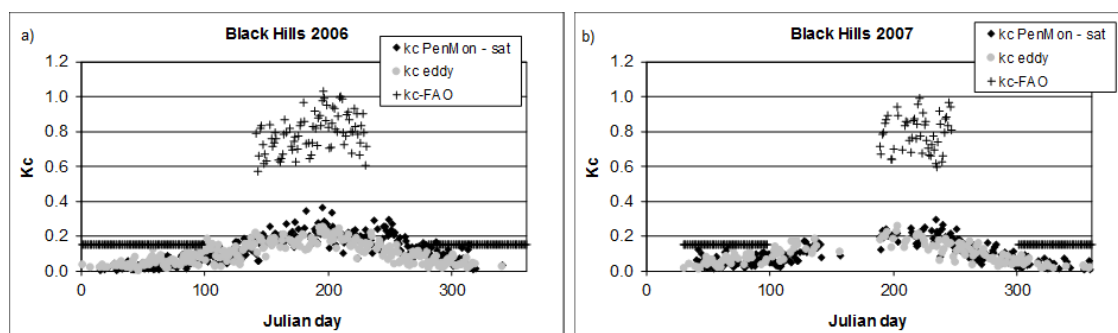 a)
Black Hills 2006
kc PenMon - sat
kc eddy
kc-FAO
1.2
1.0
0.8
0.6
0.4
0.2
0.0
Kc
0
100
200
300
Julian day
b)
Black Hills 2007
kc PenMon - sat
kc eddy
kc-FAO
1.2
1.0
0.8
0.6
0.4
0.2
0.0
Kc
0
100
200
300
Julian day